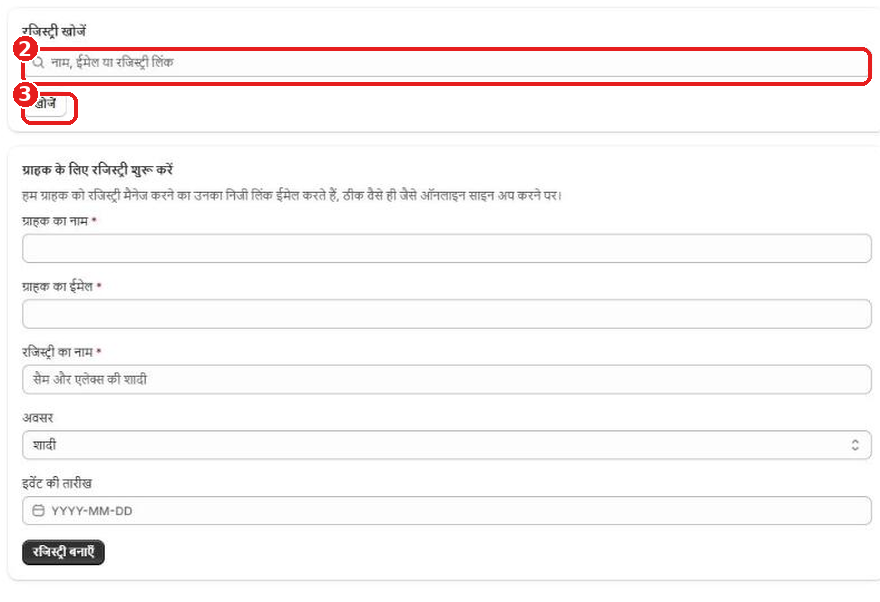 रजिस्ट्री खोजें
2
नाम, ईमेल या रजिस्ट्री लिंक
3
खोजें
ग्राहक के लिए रजिस्ट्री शुरू करें
हम ग्राहक को रजिस्ट्री मैनेज करने का उनका निजी लिंक ईमेल करते हैं, ठीक वैसे ही जैसे ऑनलाइन साइन अप करने पर।
ग्राहक का नाम *
ग्राहक का ईमेल *
रजिस्ट्री का नाम *
सैम और एलेक्स की शादी
अवसर
शादी
इवेंट की तारीख
YYYY-MM-DD
रजिस्ट्री बनाएँ